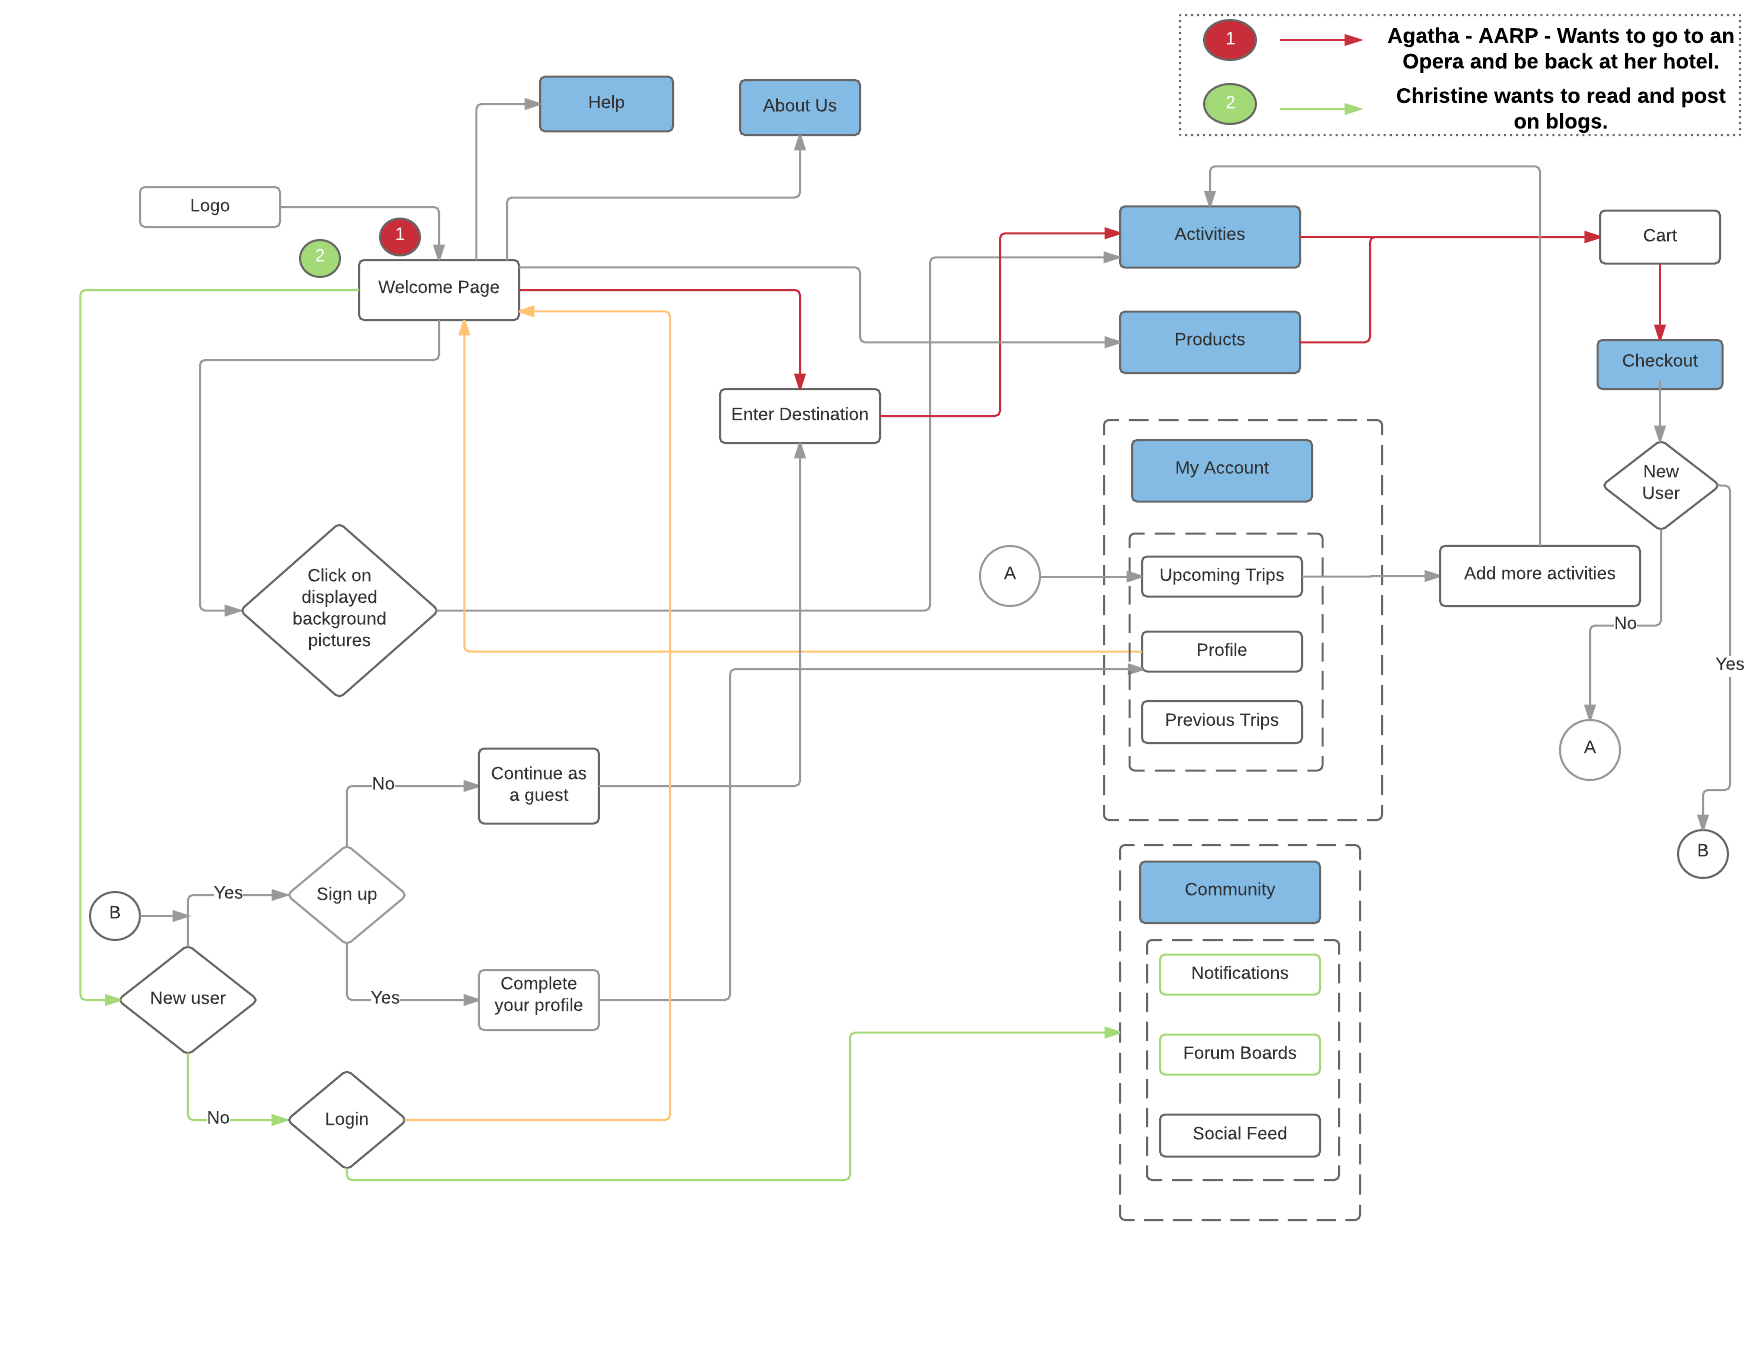 1
Agatha - AARP - Wants to go to an
Opera and be back at her hotel.
2
Christine wants to read and post
on blogs.
Help
About Us
Logo
1
2
Welcome Page
Activities
Cart
Products
Checkout
Enter Destination
My Account
New
User
Click on
displayed
background
pictures
A
Upcoming Trips
Add more activities
No
Profile
Yes
Previous Trips
A
Continue as
a guest
No
B
Sign up
Yes
B
Community
Notifications
New user
Yes
Complete
your profile
Forum Boards
No
Login
Social Feed